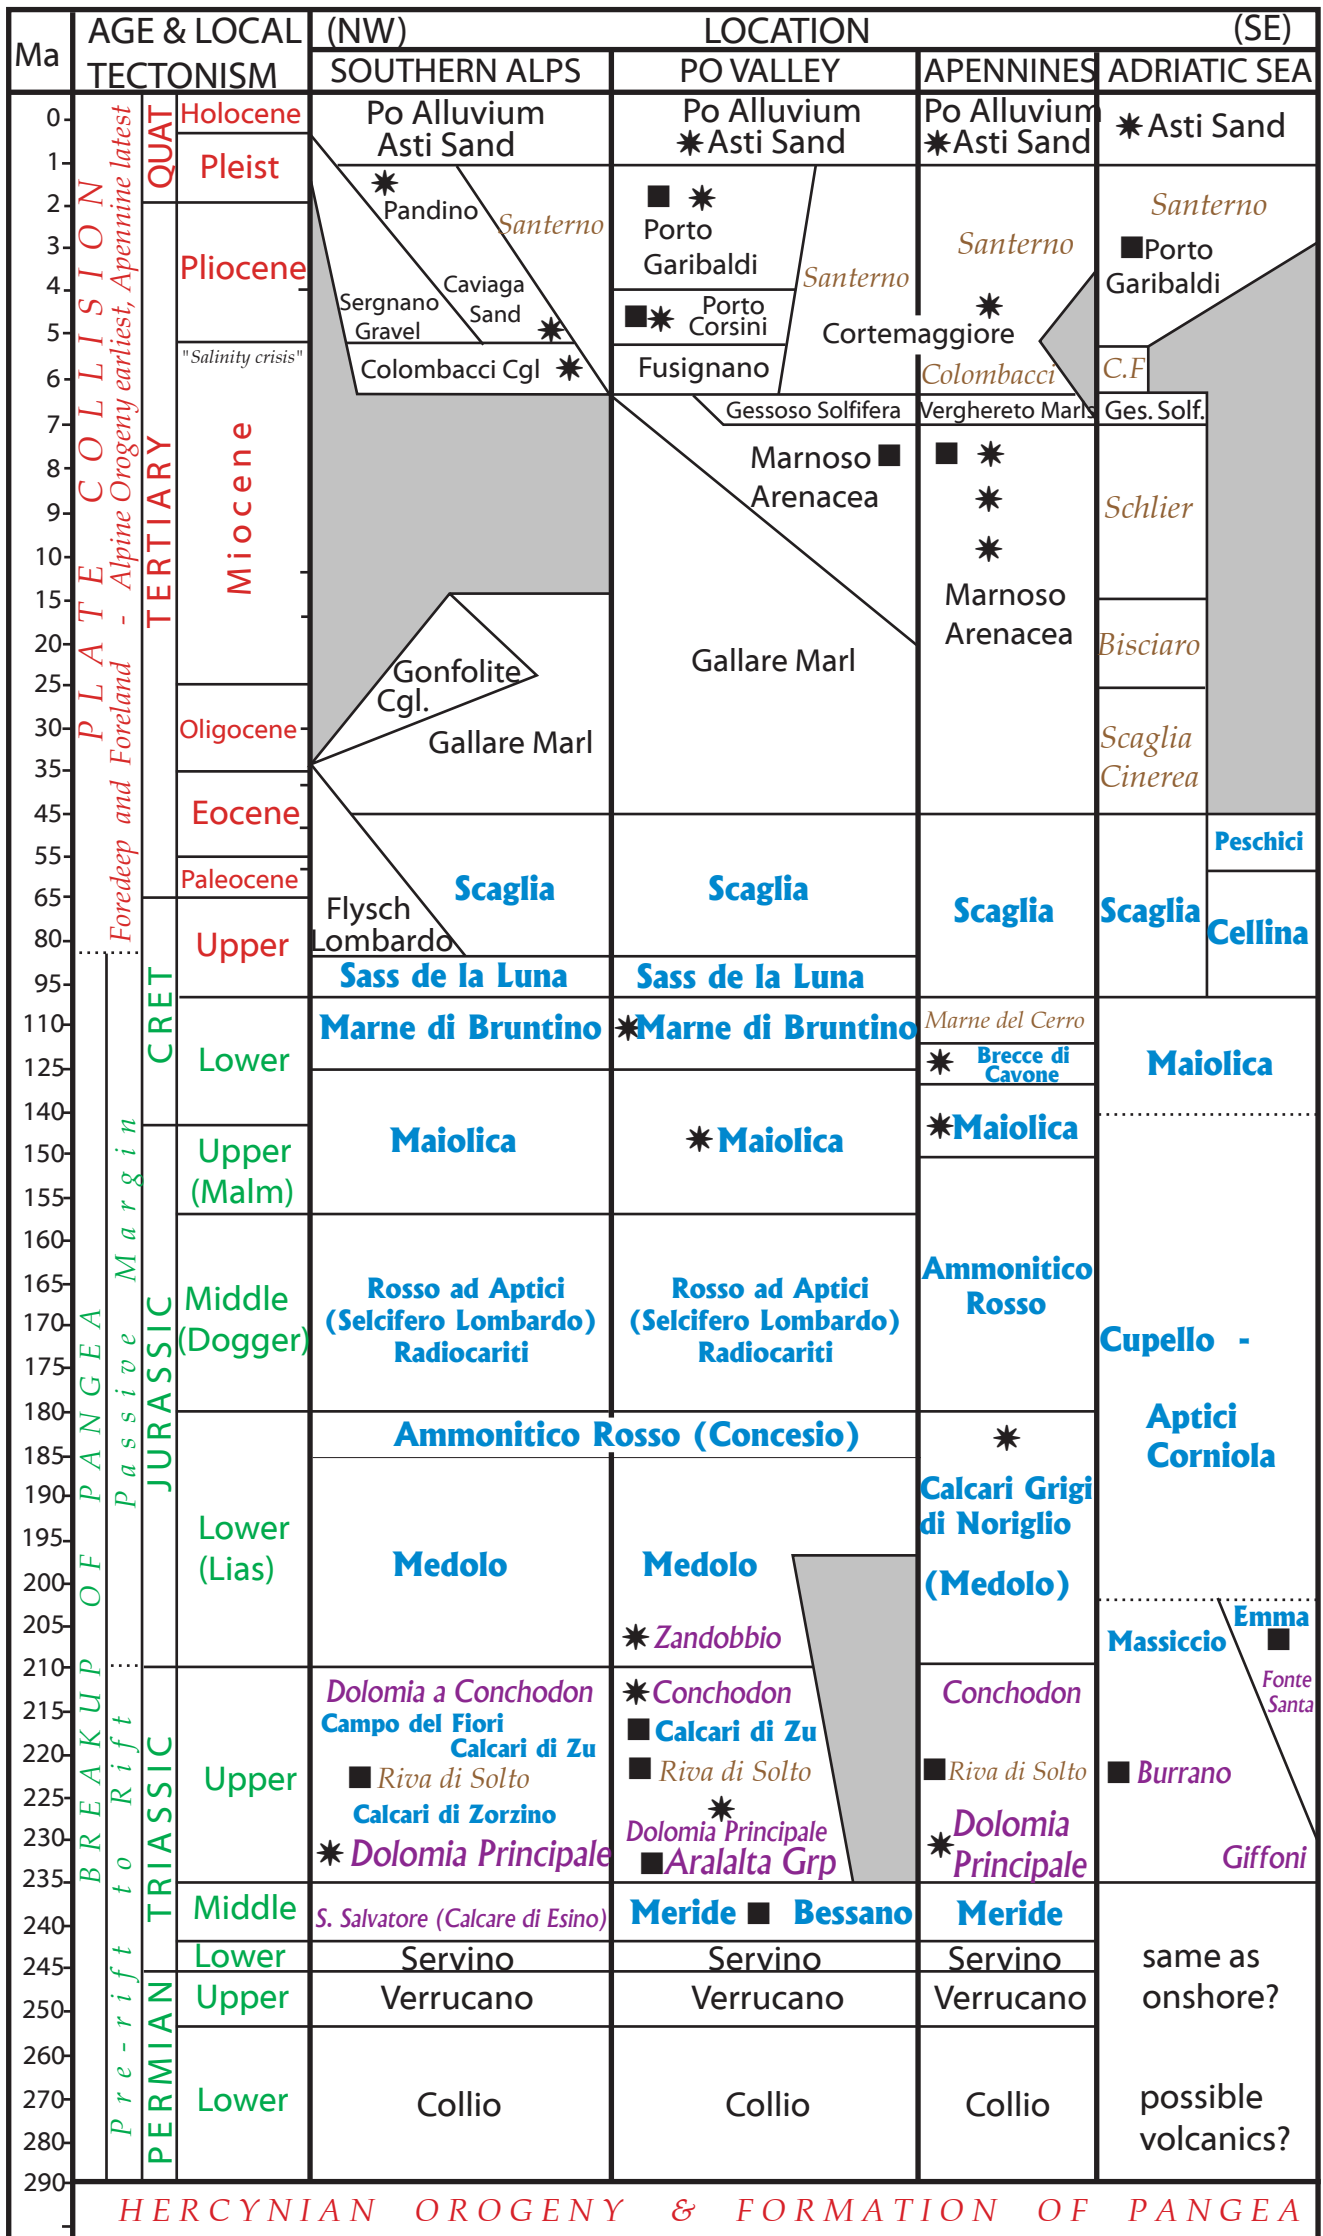 Ma
AGE & LOCAL
TECTONISM
(NW)
LOCATION
(SE)
SOUTHERN ALPS
PO VALLEY
APENNINES
ADRIATIC SEA
0
1
2
3
4
5
6
7
8
9
10
15
20
25
30
35
45
55
65
80
95
110
125
140
150
155
160
165
170
175
180
185
190
195
200
205
210
215
220
225
230
235
240
245
250
260
270
280
290
PLATE COLLISION
Foredeep and Foreland - Alpine Orogeny earliest, Apennine latest
BREAKUP OF PANGEA
Passive Margin
Pre-rift to Rift
QUAT
TERTIARY
CRET
JURASSIC
TRIASSIC
PERMIAN
Holocene
Pleist
Pliocene
"Salinity crisis"
Miocene
Oligocene
Eocene
Paleocene
Upper
Lower
Upper
(Malm)
Middle
(Dogger)
Lower
(Lias)
Upper
Middle
Lower
Upper
Lower
Po Alluvium
Asti Sand
Pandino
Santerno
Caviaga
Sand
Sergnano
Gravel
Colombacci Cgl
Gonfolite
Cgl.
Gallare Marl
Scaglia
Flysch
Lombardo
Sass de la Luna
Marne di Bruntino
Maiolica
Rosso ad Aptici
(Selcifero Lombardo)
Radiocariti
Ammonitico Rosso (Concesio)
Medolo
Dolomia a Conchodon
Campo del Fiori
Calcari di Zu
Riva di Solto
Calcari di Zorzino
Dolomia Principale
S. Salvatore (Calcare di Esino)
Servino
Verrucano
Collio
Po Alluvium
Asti Sand
Porto
Garibaldi
Santerno
Porto
Corsini
Fusignano
Gessoso Solfifera
Marnoso
Arenacea
Gallare Marl
Scaglia
Sass de la Luna
Marne di Bruntino
Maiolica
Rosso ad Aptici
(Selcifero Lombardo)
Radiocariti
Medolo
Zandobbio
Conchodon
Calcari di Zu
Riva di Solto
Dolomia Principale
Aralalta Grp
Meride Bessano
Servino
Verrucano
Collio
Po Alluvium
Asti Sand
Santerno
Cortemaggiore
Colombacci
Verghereto Marls
Marnoso
Arenacea
Scaglia
Marne del Cerro
Brecce di
Cavone
Maiolica
Ammonitico
Rosso
Calcari Grigi
di Noriglio
(Medolo)
Conchodon
Riva di Solto
Dolomia
Principale
Meride
Servino
Verrucano
Collio
Asti Sand
Santerno
Porto
Garibaldi
C.F
Ges. Solf.
Schlier
Bisciaro
Scaglia
Cinerea
Peschici
Scaglia
Cellina
Maiolica
Cupello -
Aptici
Corniola
Emma
Massiccio
Fonte
Santa
Burrano
Giffoni
same as
onshore?
possible
volcanics?
HERCYNIAN OROGENY & FORMATION OF PANGEA